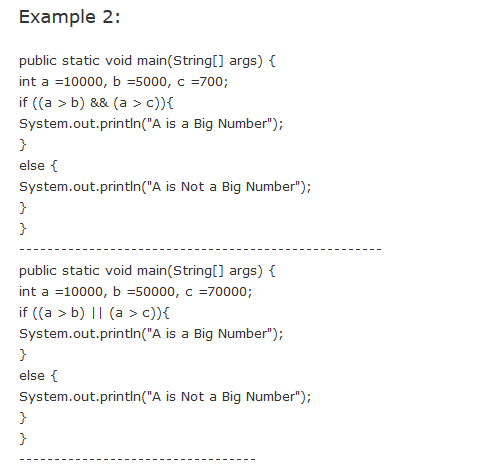 Example 2:
public static void main(String[] args) {
int a =10000, b =5000, c =700;
if ((a > b) && (a > c)){
System.out.println("A is a Big Number");
}
else {
System.out.println("A is Not a Big Number");
}
}
----------------------------------------------------
public static void main(String[] args) {
int a =10000, b =50000, c =70000;
if ((a > b) || (a > c)){
System.out.println("A is a Big Number");
}
else {
System.out.println("A is Not a Big Number");
}
}
----------------------------------